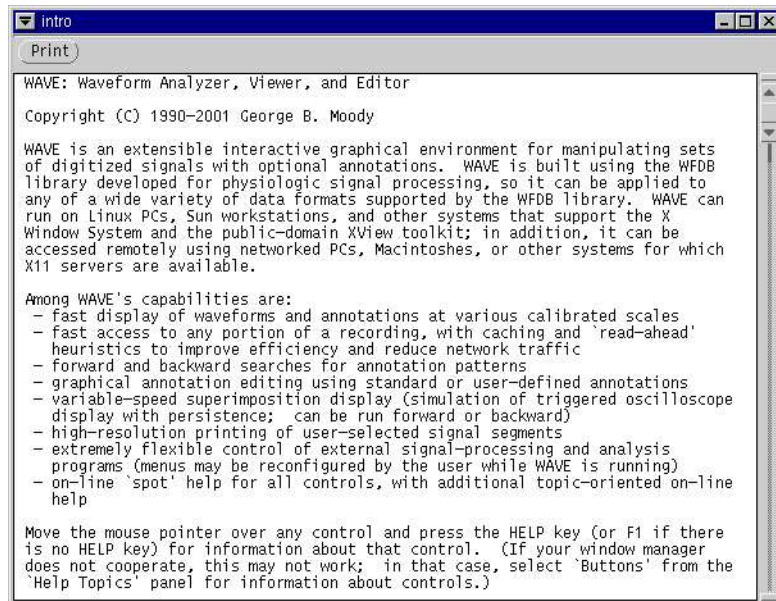 intro
Print
WAVE: Waveform Analyzer, Viewer, and Editor
Copyright (C) 1990-2001 George B. Moody
WAVE is an extensible interactive graphical environment for manipulating sets
of digitized signals with optional annotations.  WAVE is built using the WFDB
library developed for physiologic signal processing, so it can be applied to
any of a wide variety of data formats supported by the WFDB library.  WAVE can
run on Linux PCs, Sun workstations, and other systems that support the X
Window System and the public-domain XView toolkit; in addition, it can be
accessed remotely using networked PCs, Macintoshes, or other systems for which
X11 servers are available.
Among WAVE's capabilities are:
- fast display of waveforms and annotations at various calibrated scales
- fast access to any portion of a recording, with caching and `read-ahead'
heuristics to improve efficiency and reduce network traffic
- forward and backward searches for annotation patterns
- graphical annotation editing using standard or user-defined annotations
- variable-speed superimposition display (simulation of triggered oscilloscope
display with persistence;  can be run forward or backward)
- high-resolution printing of user-selected signal segments
- extremely flexible control of external signal-processing and analysis
programs (menus may be reconfigured by the user while WAVE is running)
- on-line `spot' help for all controls, with additional topic-oriented on-line
help
Move the mouse pointer over any control and press the HELP key (or F1 if there
is no HELP key) for information about that control.  (If your window manager
does not cooperate, this may not work;  in that case, select `Buttons' from the
`Help Topics' panel for information about controls.)